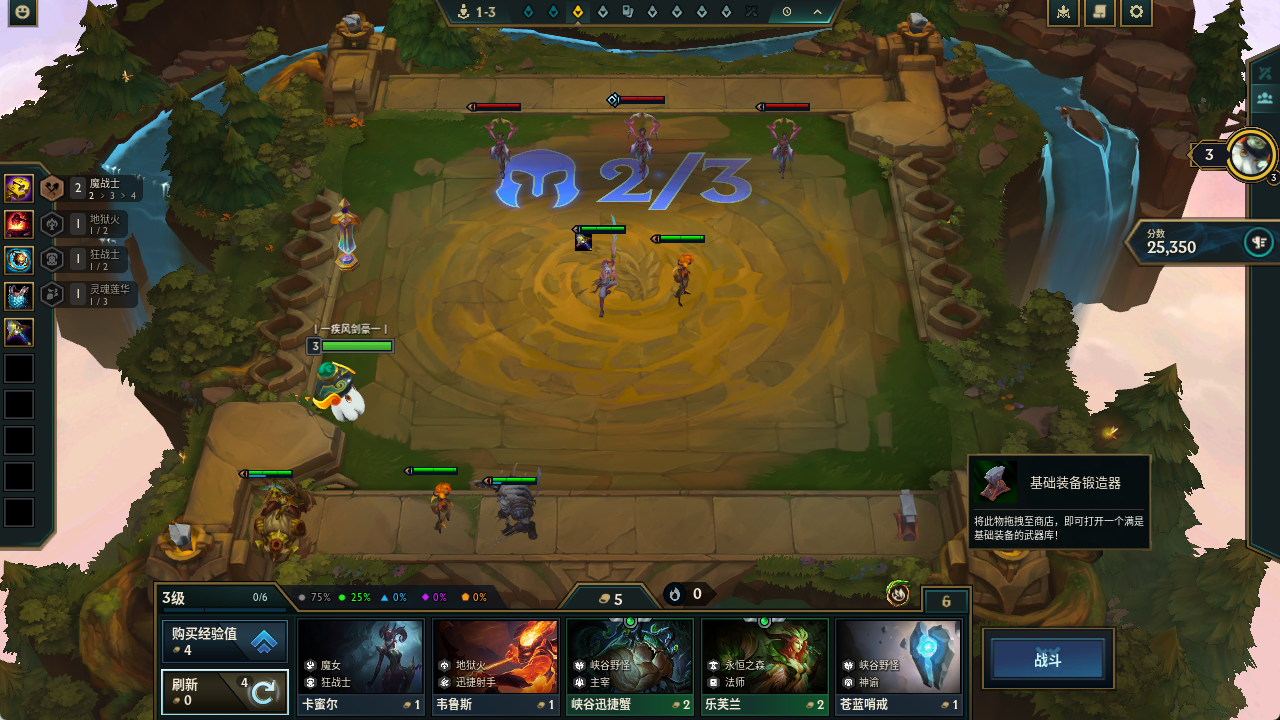 1-3
2/3
3
3
分数
25,350
2 魔战士
2 > 3 > 4
1 地狱火
1 / 2
1 狂战士
1 / 2
1 灵魂莲华
1 / 3
一疾风剑豪一
3
基础装备锻造器
将此物拖拽至商店，即可打开一个满是
基础装备的武器库！
3级 0/6
75% 25% 0% 0% 0%
5
0
6
购买经验值
4
刷新 4
0
魔女
狂战士
卡蜜尔 1
地狱火
迅捷射手
韦鲁斯 1
峡谷野怪
主宰
峡谷迅捷蟹 2
永恒之森
法师
乐芙兰 2
峡谷野怪
神谕
苍蓝哨戒 1
战斗